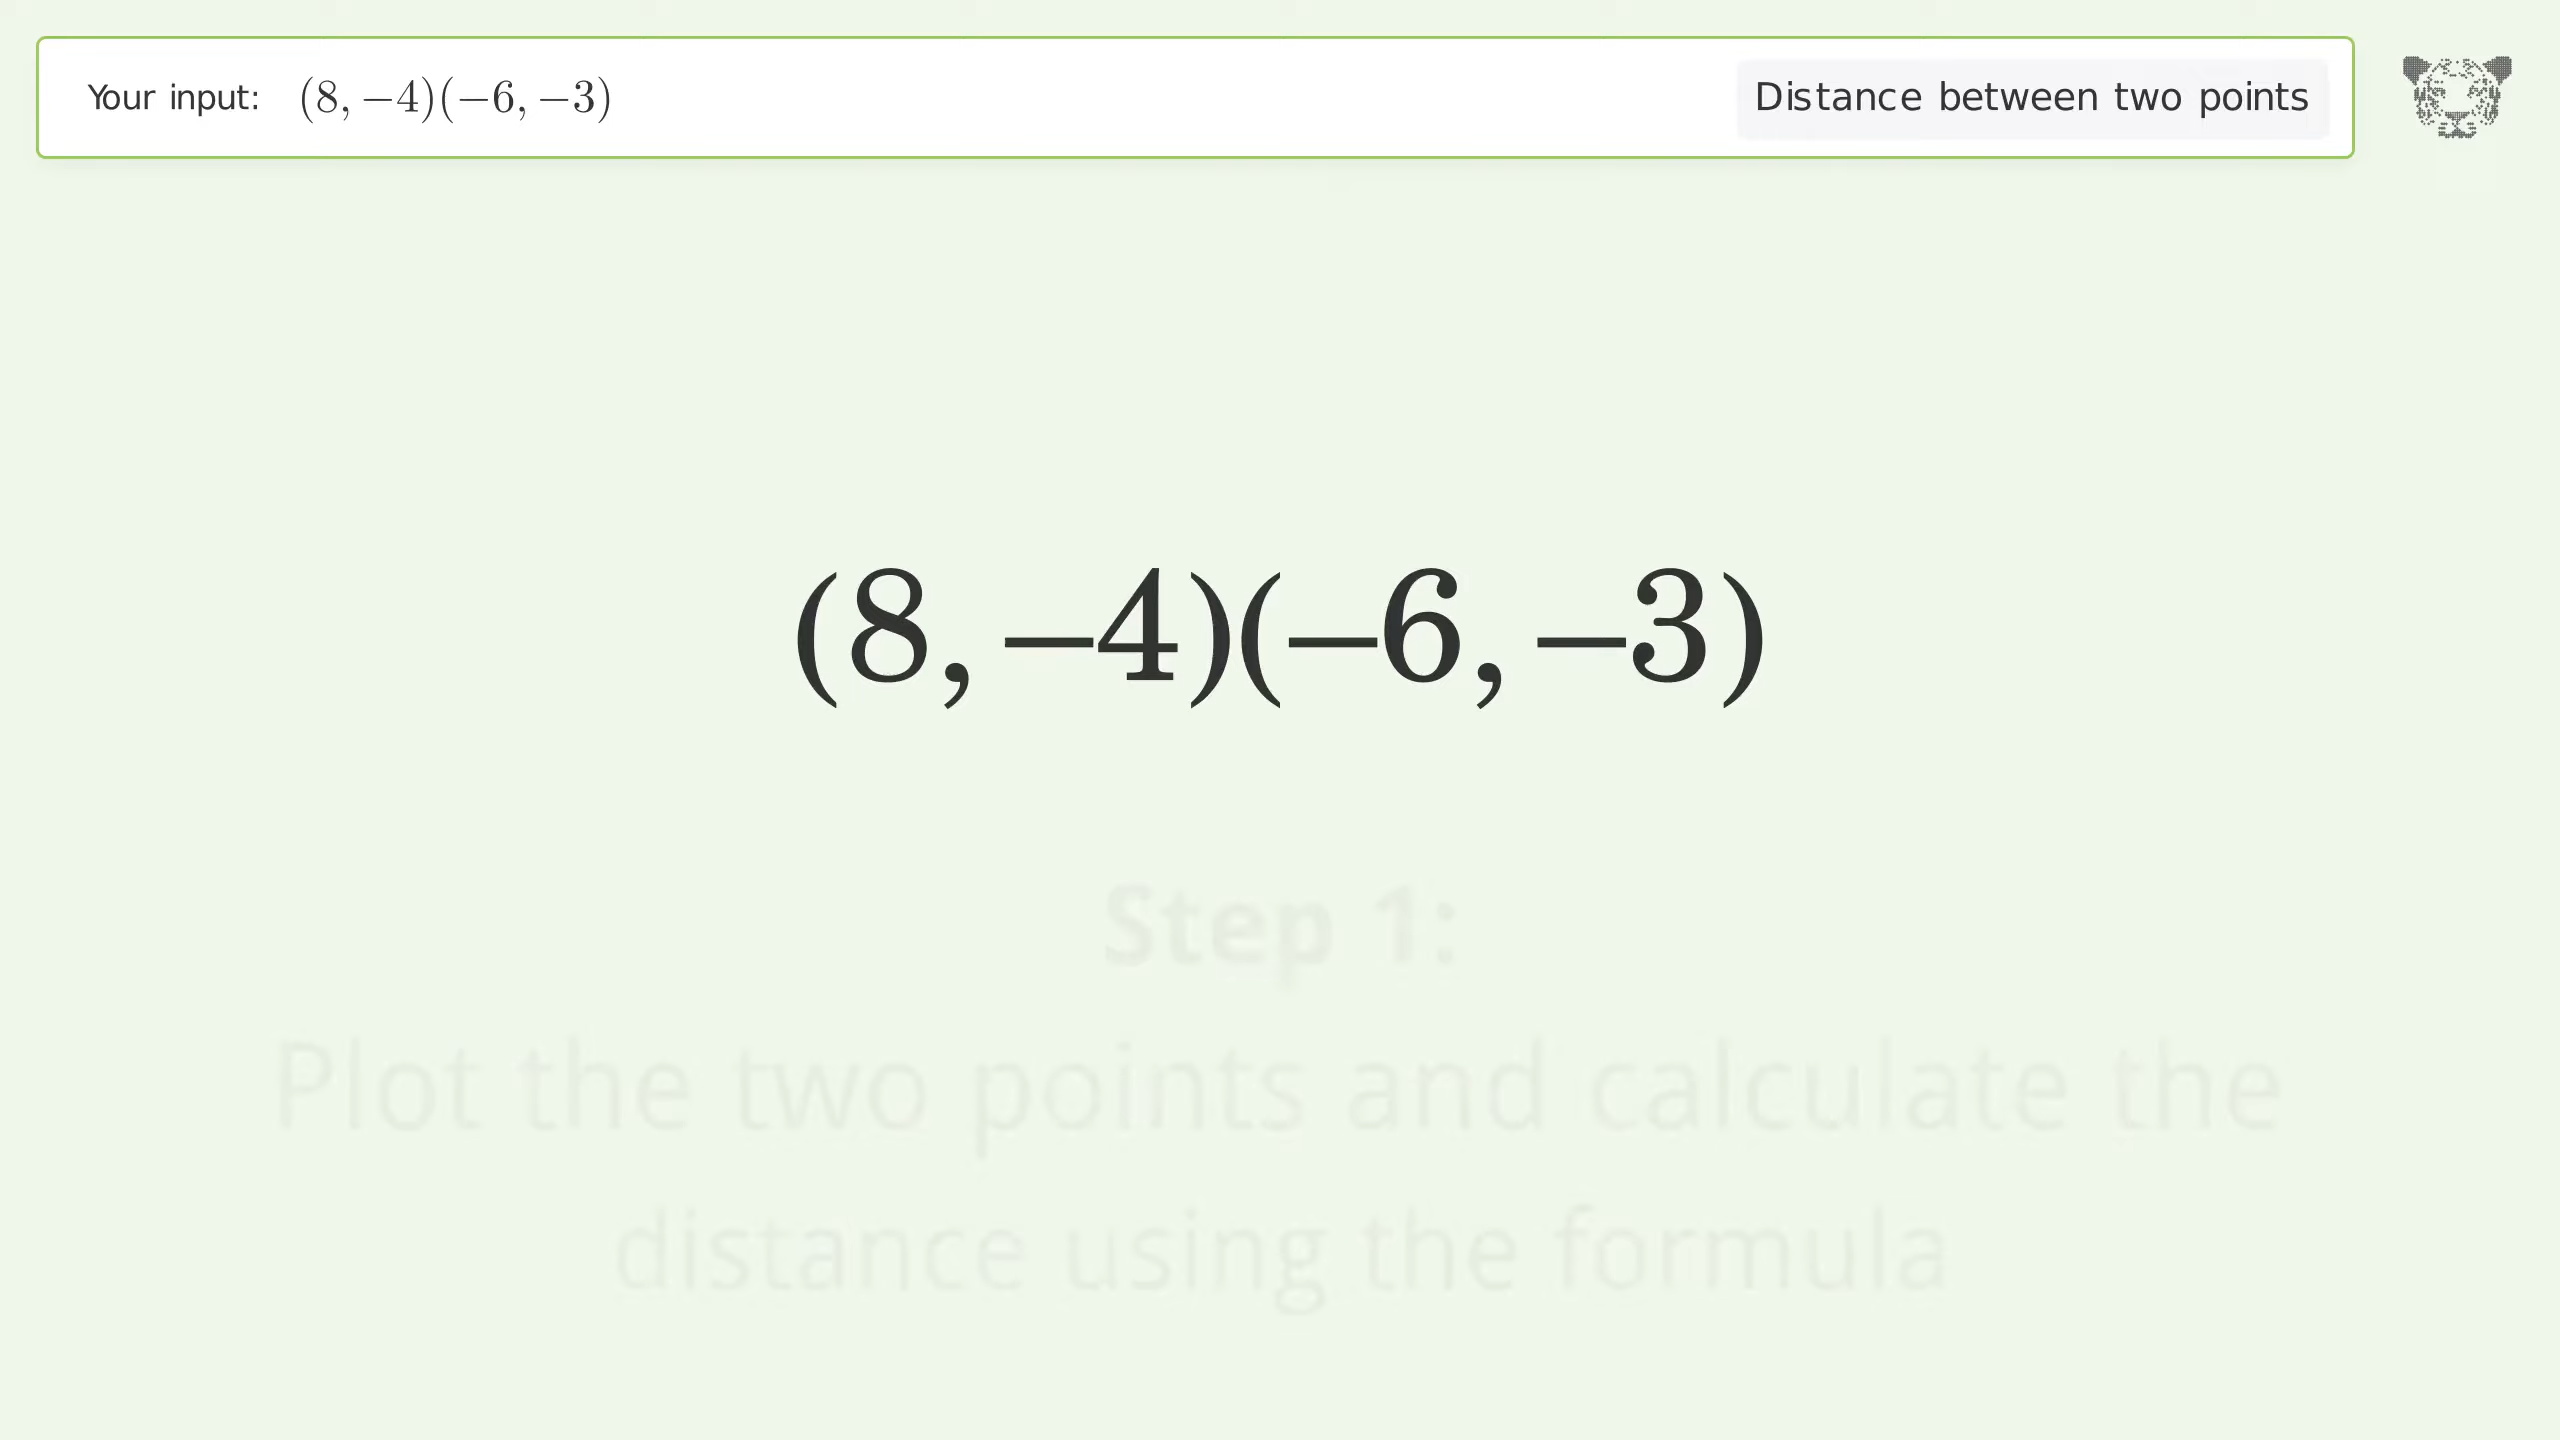 Your input: (8, −4)(−6, −3)
Distance between two points
(8, −4)(−6, −3)
Step 1:
Plot the two points and calculate the
distance using the formula